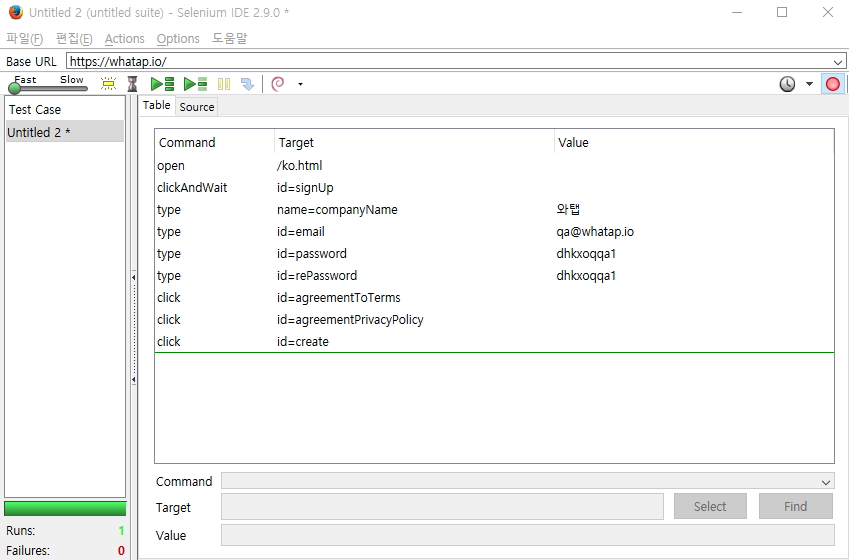 Untitled 2 (untitled suite) - Selenium IDE 2.9.0 *
파일(F) 편집(E) Actions Options 도움말
Base URL https://whatap.io/
Fast Slow
Test Case
Untitled 2 *
Table Source
Command Target Value
open /ko.html
clickAndWait id=signUp
type name=companyName 와탭
type id=email qa@whatap.io
type id=password dhkxoqqa1
type id=rePassword dhkxoqqa1
click id=agreementToTerms
click id=agreementPrivacyPolicy
click id=create
Command
Target Select Find
Value
Runs: 1
Failures: 0